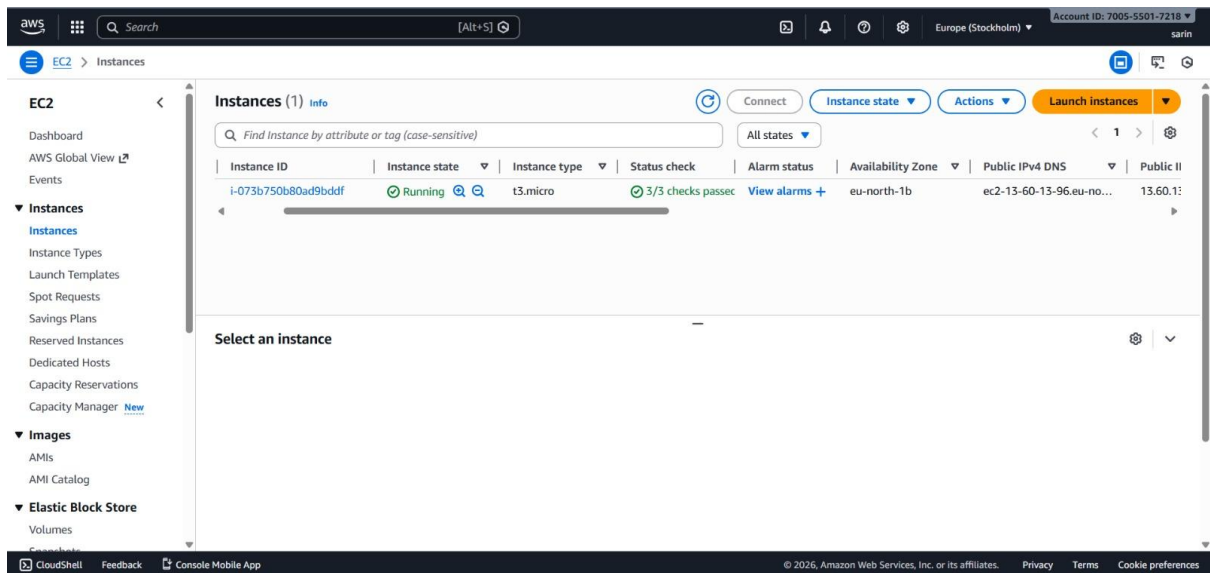 aws
Search [Alt+S]
Europe (Stockholm)
Account ID: 7005-5501-7218
sarin
EC2 > Instances
EC2
Dashboard
AWS Global View
Events
Instances
Instances
Instance Types
Launch Templates
Spot Requests
Savings Plans
Reserved Instances
Dedicated Hosts
Capacity Reservations
Capacity Manager New
Images
AMIs
AMI Catalog
Elastic Block Store
Volumes
Instances (1) Info
Connect
Instance state
Actions
Launch instances
Find Instance by attribute or tag (case-sensitive)
All states
1
Instance ID Instance state Instance type Status check Alarm status Availability Zone Public IPv4 DNS Public
i-073b750b80ad9bddf Running t3.micro 3/3 checks passed View alarms + eu-north-1b ec2-13-60-13-96.eu-no... 13.60.13
Select an instance
CloudShell Feedback Console Mobile App
© 2026, Amazon Web Services, Inc. or its affiliates. Privacy Terms Cookie preferences